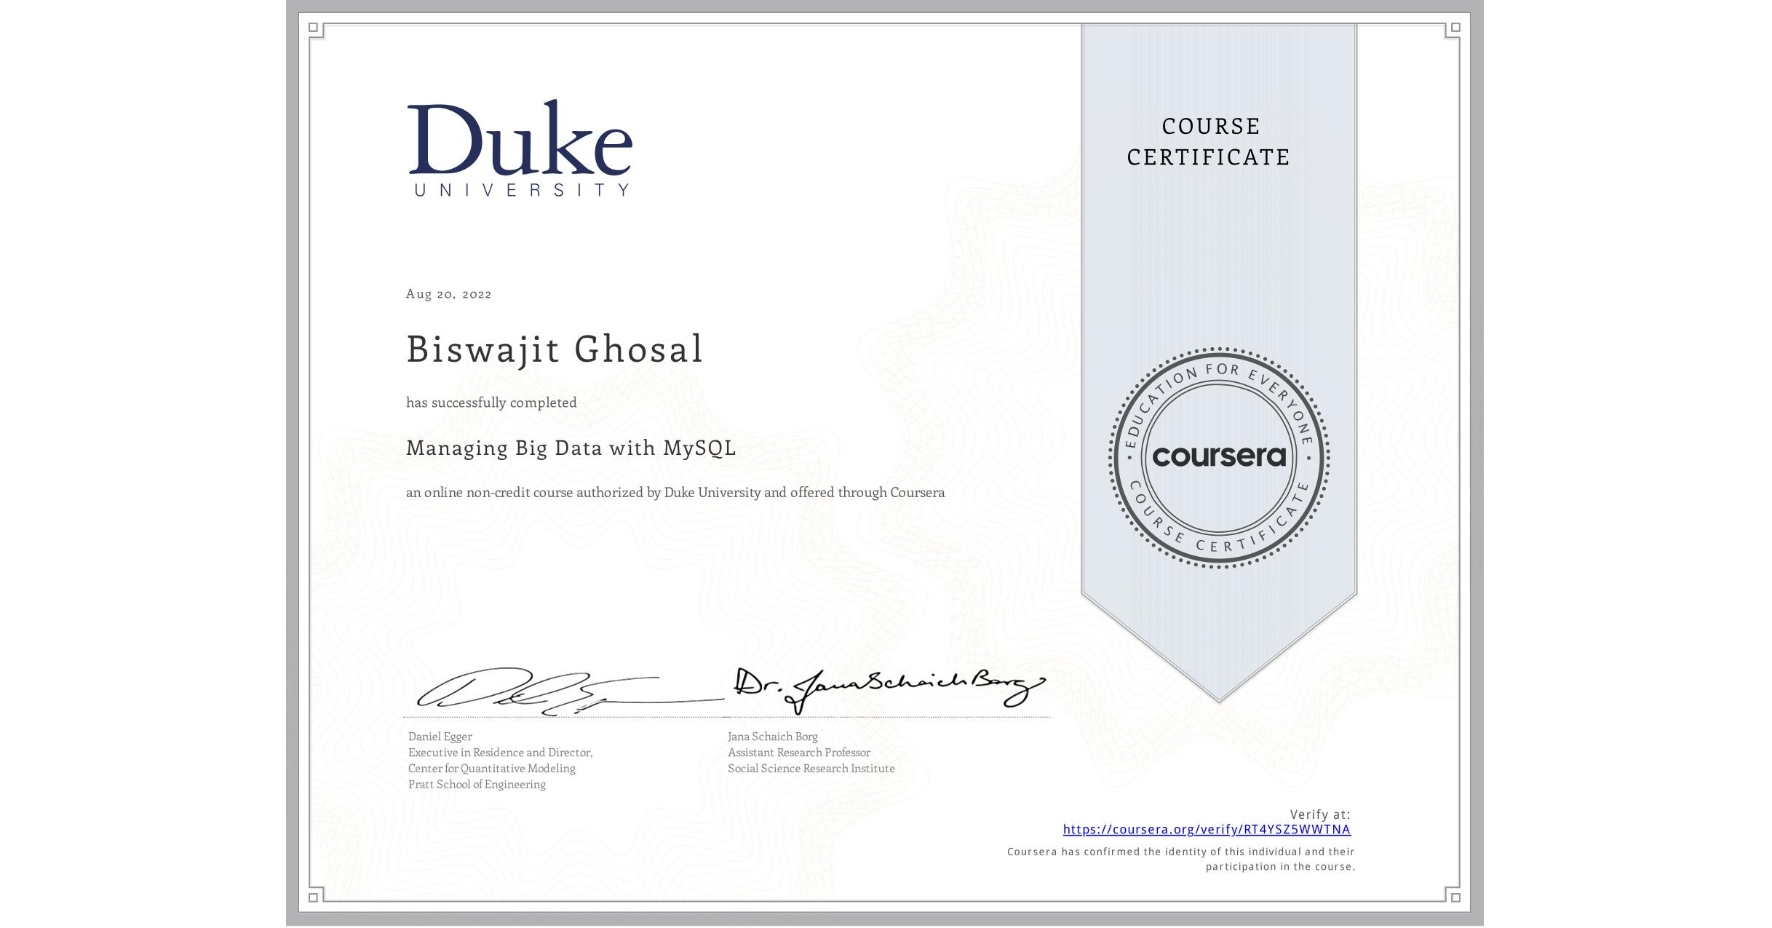 Duke
UNIVERSITY
COURSE
CERTIFICATE
Aug 20, 2022
Biswajit Ghosal
has successfully completed
Managing Big Data with MySQL
an online non-credit course authorized by Duke University and offered through Coursera
EDUCATION FOR EVERYONE
coursera
COURSE CERTIFICATE
Dr. Jana Schaich Borg
Daniel Egger
Executive in Residence and Director,
Center for Quantitative Modeling
Pratt School of Engineering
Jana Schaich Borg
Assistant Research Professor
Social Science Research Institute
Verify at:
https://coursera.org/verify/RT4YSZ5WWTNA
Coursera has confirmed the identity of this individual and their
participation in the course.